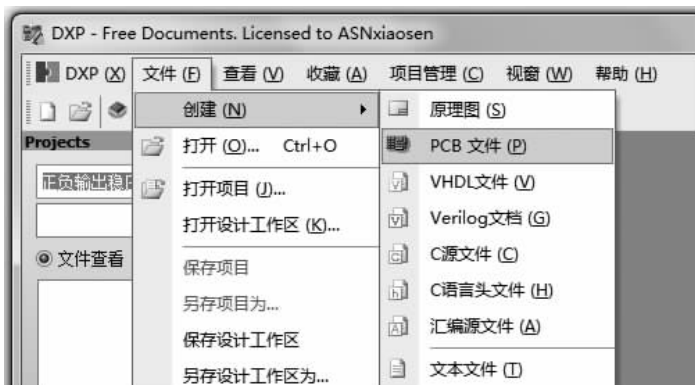 DXP - Free Documents. Licensed to ASNxiaosen
DXP (X) 文件 (F) 查看 (V) 收藏 (A) 项目管理 (C) 视窗 (W) 帮助 (H)
创建 (N)
原理图 (S)
Projects
打开 (O)... Ctrl+O
PCB 文件 (P)
正负输出稳
打开项目 (J)...
VHDL文件 (V)
打开设计工作区 (K)...
Verilog文档 (G)
文件查看
保存项目
C源文件 (C)
另存项目为...
C语言头文件 (H)
保存设计工作区
汇编源文件 (A)
另存设计工作区为...
文本文件 (T)